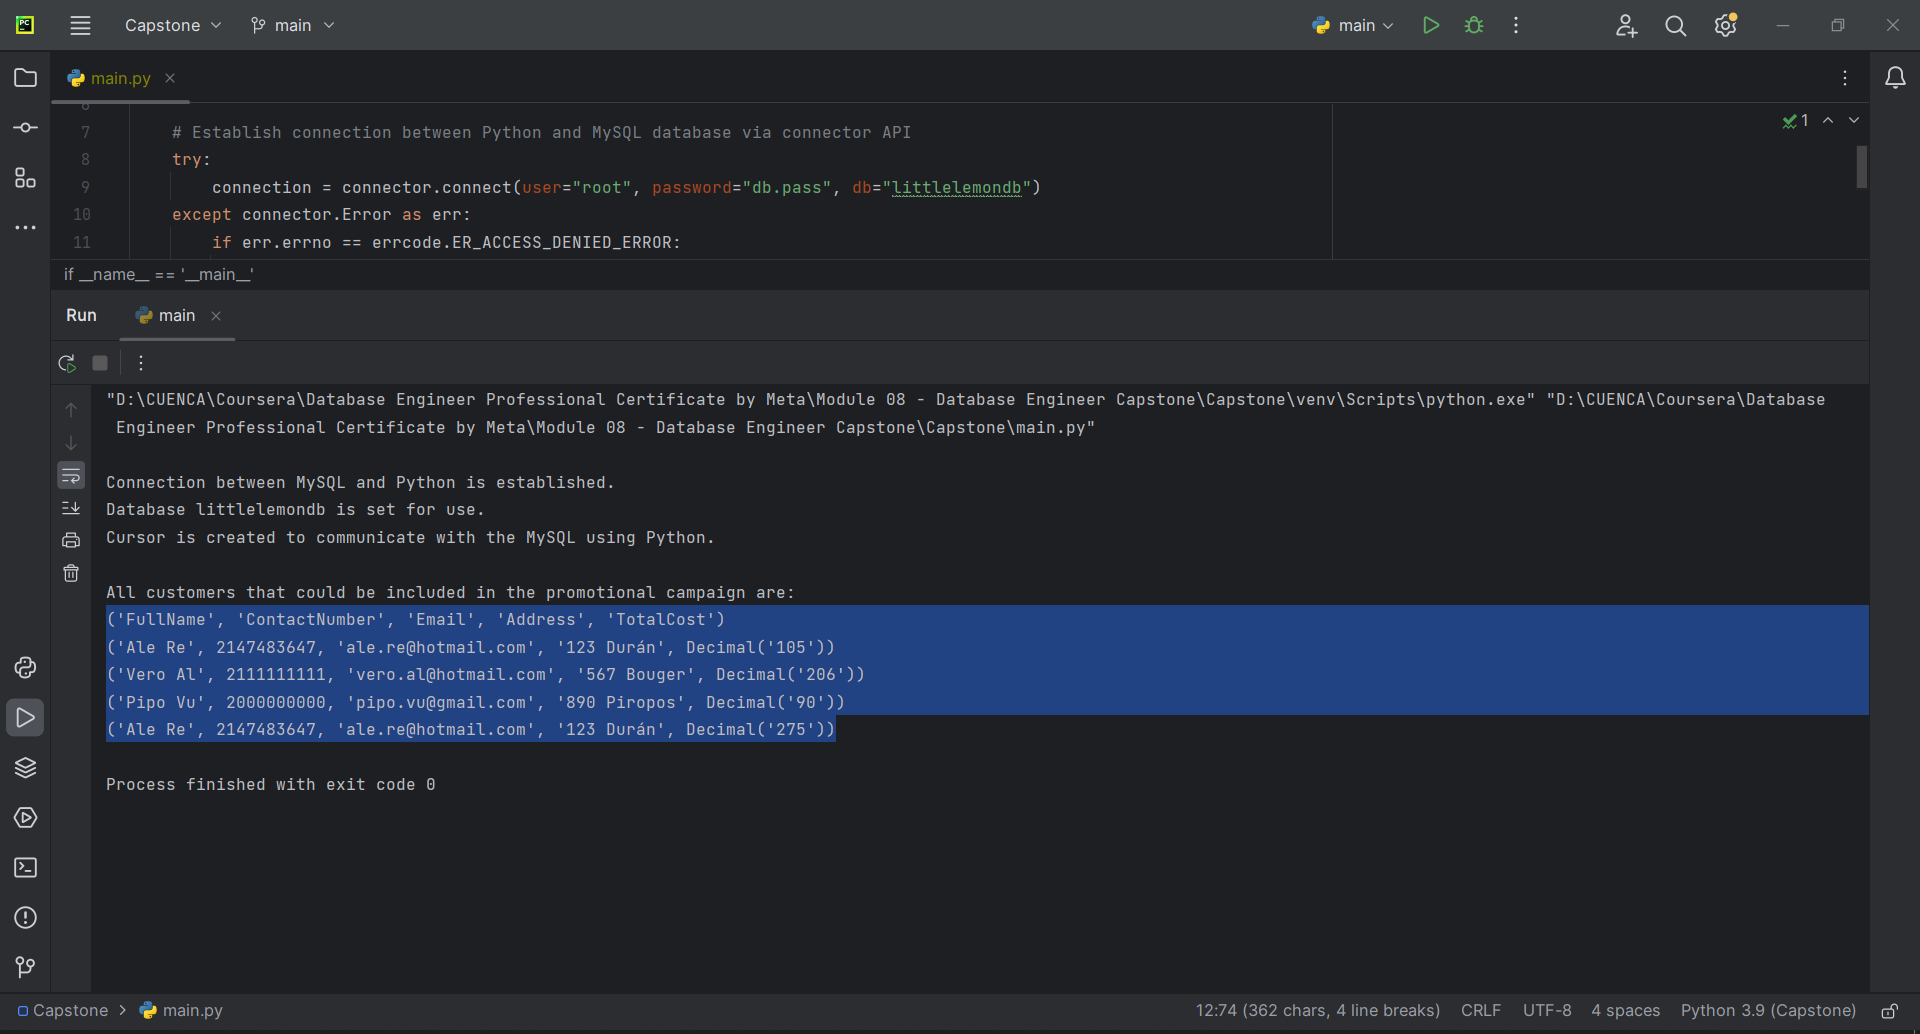 PC
Capstone
main
main
main.py
6
7 # Establish connection between Python and MySQL database via connector API
8 try:
9 connection = connector.connect(user="root", password="db.pass", db="littlelemondb")
10 except connector.Error as err:
11 if err.errno == errcode.ER_ACCESS_DENIED_ERROR:
1
if __name__ == '__main__'
Run
main
"D:\CUENCA\Coursera\Database Engineer Professional Certificate by Meta\Module 08 - Database Engineer Capstone\Capstone\venv\Scripts\python.exe" "D:\CUENCA\Coursera\Database
Engineer Professional Certificate by Meta\Module 08 - Database Engineer Capstone\Capstone\main.py"
Connection between MySQL and Python is established.
Database littlelemondb is set for use.
Cursor is created to communicate with the MySQL using Python.
All customers that could be included in the promotional campaign are:
('FullName', 'ContactNumber', 'Email', 'Address', 'TotalCost')
('Ale Re', 2147483647, 'ale.re@hotmail.com', '123 Durán', Decimal('105'))
('Vero Al', 2111111111, 'vero.al@hotmail.com', '567 Bouger', Decimal('206'))
('Pipo Vu', 2000000000, 'pipo.vu@gmail.com', '890 Piropos', Decimal('90'))
('Ale Re', 2147483647, 'ale.re@hotmail.com', '123 Durán', Decimal('275'))
Process finished with exit code 0
Capstone > main.py
12:74 (362 chars, 4 line breaks) CRLF UTF-8 4 spaces Python 3.9 (Capstone)